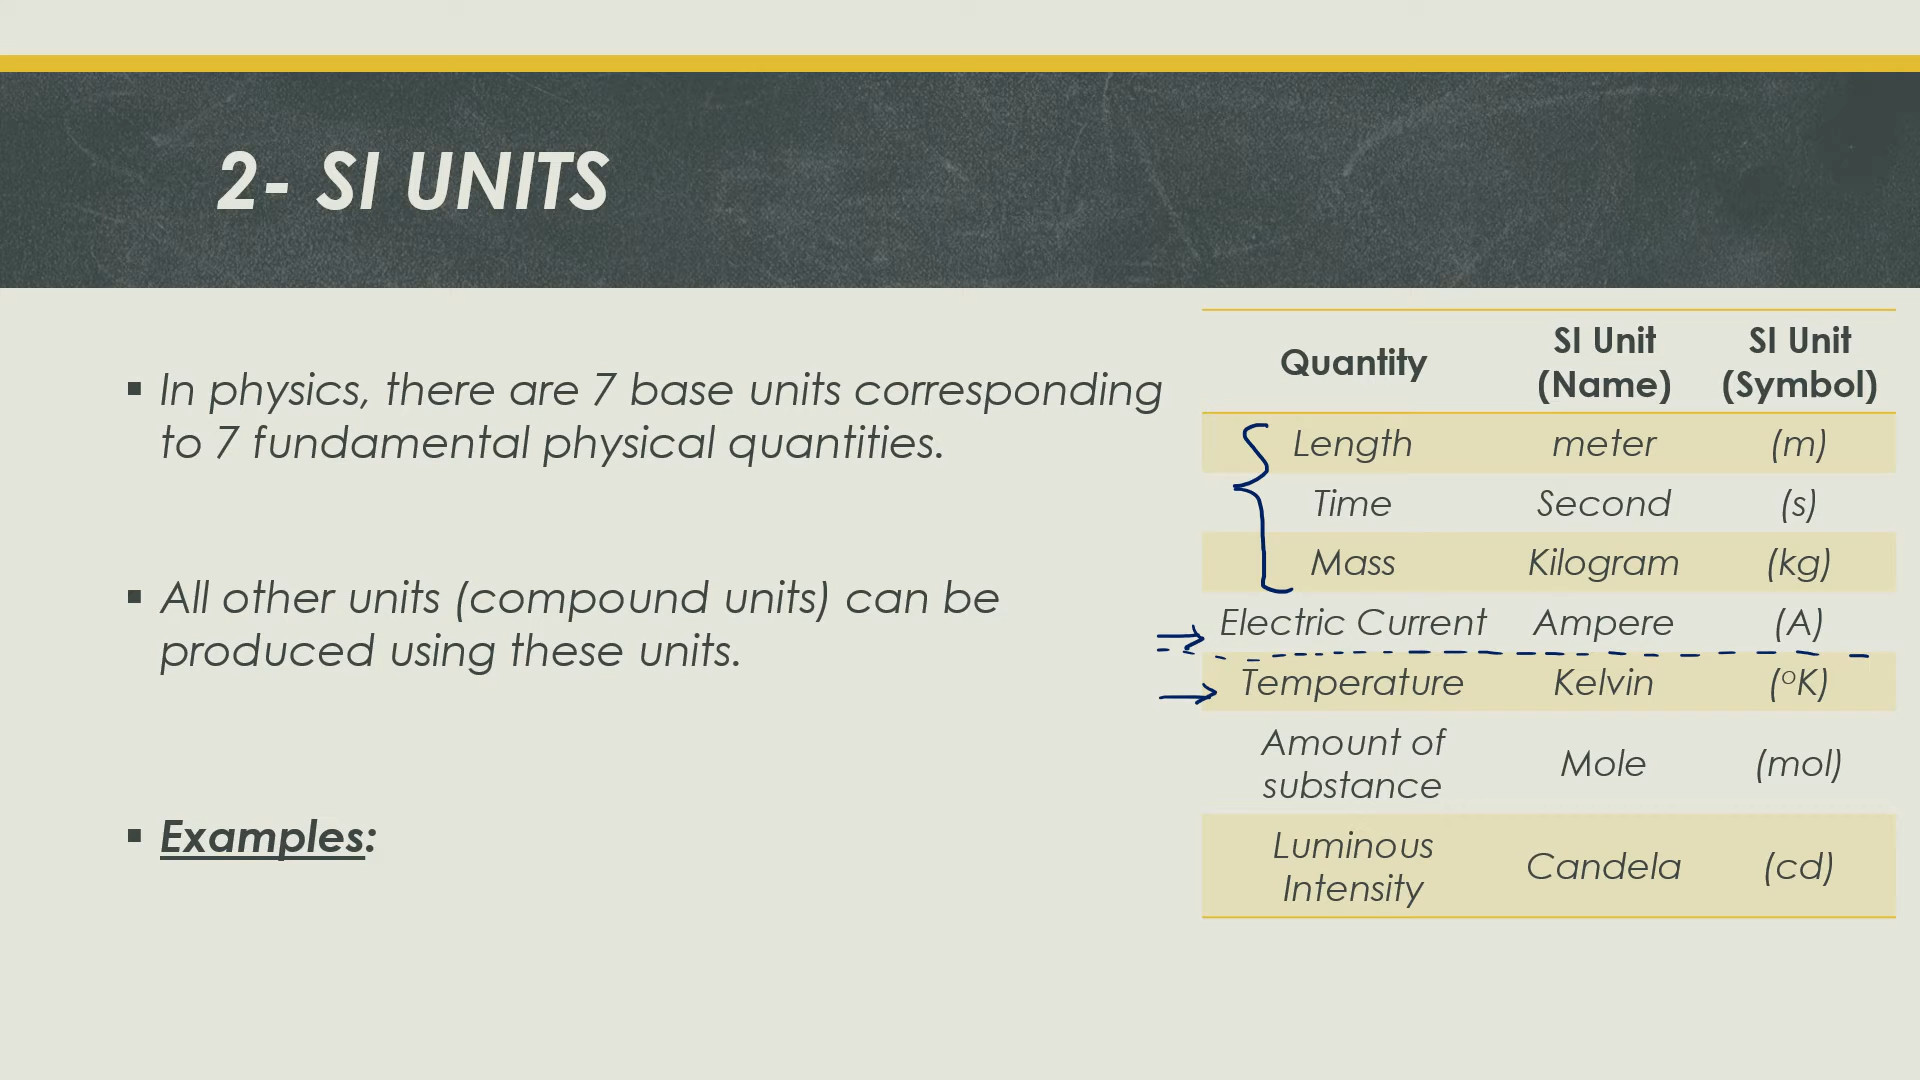 2- SI UNITS
▪ In physics, there are 7 base units corresponding
to 7 fundamental physical quantities.
▪ All other units (compound units) can be
produced using these units.
▪ Examples:
Quantity SI Unit (Name) SI Unit (Symbol)
Length meter (m)
Time Second (s)
Mass Kilogram (kg)
Electric Current Ampere (A)
Temperature Kelvin (°K)
Amount of substance Mole (mol)
Luminous Intensity Candela (cd)